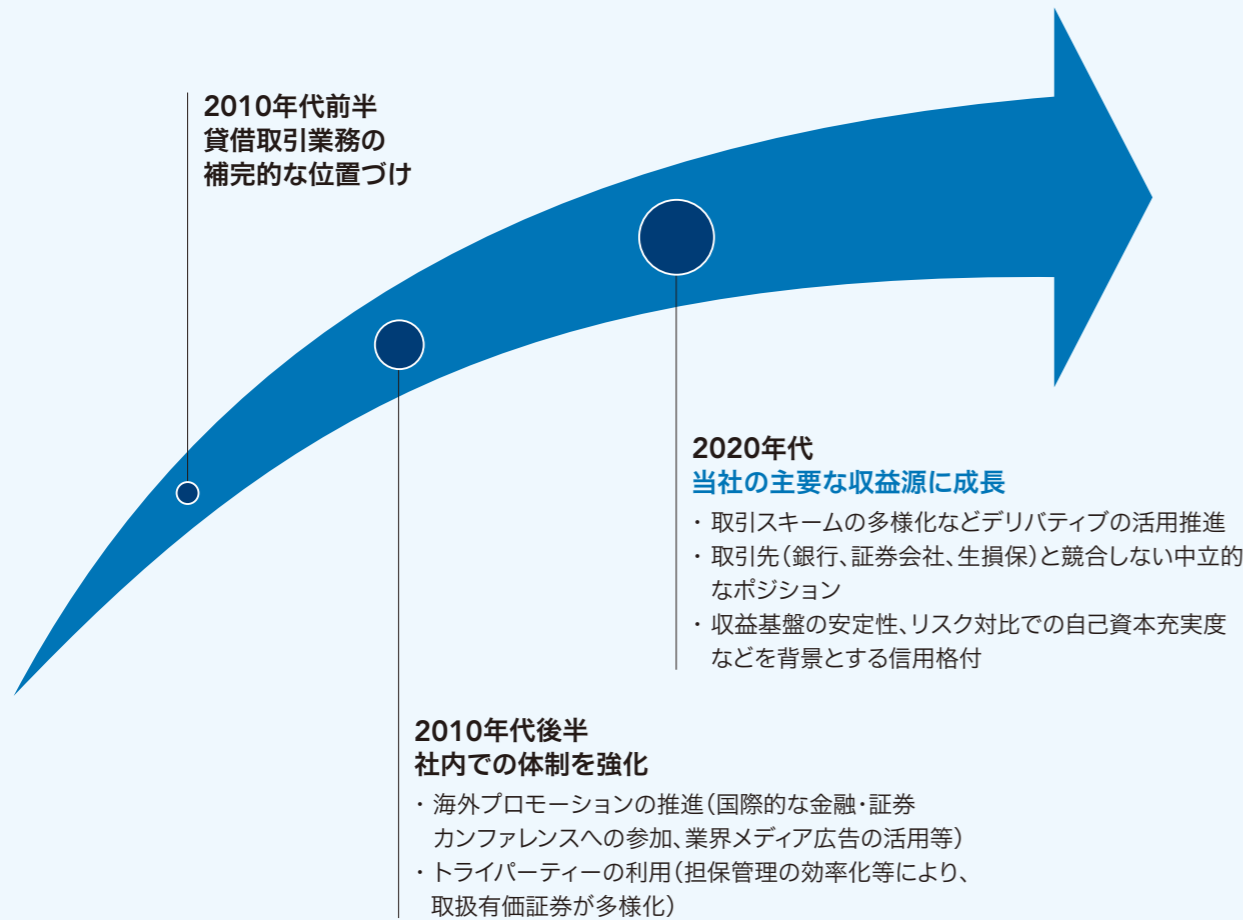 2010年代前半
貸借取引業務の
補完的な位置づけ
2020年代
当社の主要な収益源に成長
・取引スキームの多様化などデリバティブの活用推進
・取引先(銀行、証券会社、生損保)と競合しない中立的
なポジション
・収益基盤の安定性、リスク対比での自己資本充実度
などを背景とする信用格付
2010年代後半
社内での体制を強化
・海外プロモーションの推進(国際的な金融・証券
カンファレンスへの参加、業界メディア広告の活用等)
・トライパーティーの利用(担保管理の効率化等により、
取扱有価証券が多様化)